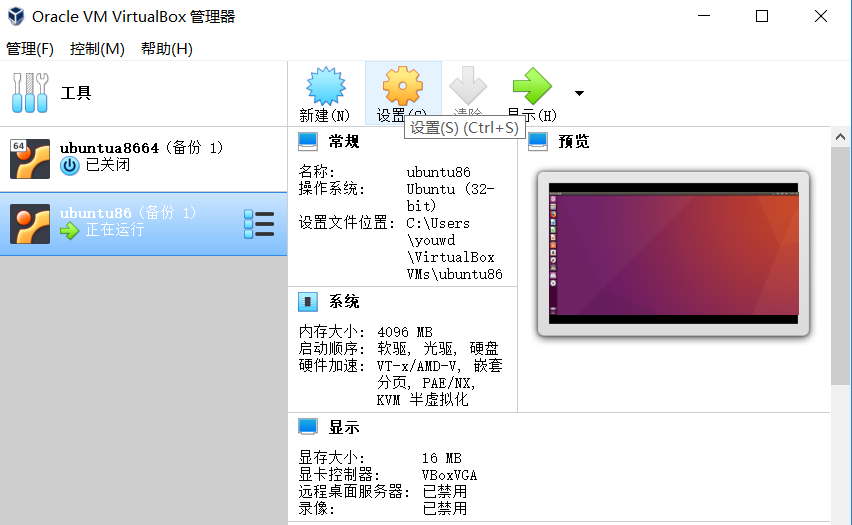 Oracle VM VirtualBox 管理器
管理(F) 控制(M) 帮助(H)
工具
新建(N)
设置(S)
清除
显示(H)
设置(S) (Ctrl+S)
64
ubuntua8664 (备份 1)
已关闭
ubuntu86 (备份 1)
正在运行
常规
名称: ubuntu86
操作系统: Ubuntu (32-
bit)
设置文件位置: C:\Users
\youwd
\VirtualBox
VMs\ubuntu86
预览
系统
内存大小: 4096 MB
启动顺序: 软驱, 光驱, 硬盘
硬件加速: VT-x/AMD-V, 嵌套
分页, PAE/NX,
KVM 半虚拟化
显示
显存大小: 16 MB
显卡控制器: VBoxVGA
远程桌面服务器: 已禁用
录像: 已禁用